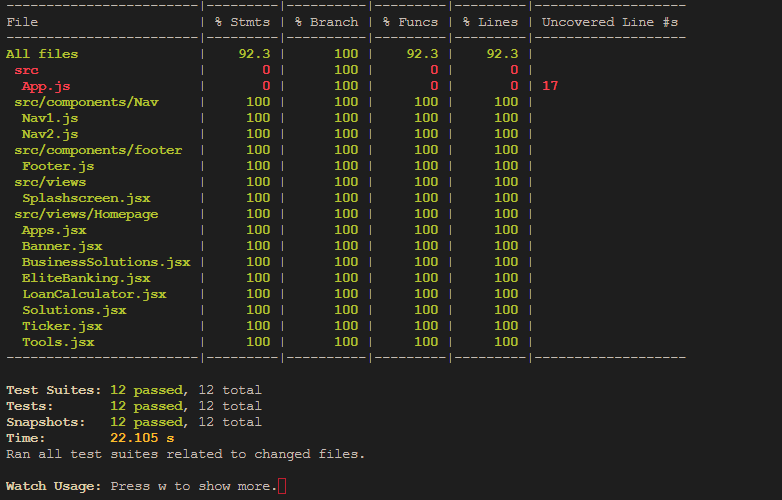 -------------------------|---------|----------|---------|---------|-------------------
File                     | % Stmts | % Branch | % Funcs | % Lines | Uncovered Line #s
-------------------------|---------|----------|---------|---------|-------------------
All files                |    92.3 |      100 |    92.3 |    92.3 |
 src                     |       0 |      100 |       0 |       0 |
  App.js                 |       0 |      100 |       0 |       0 | 17
 src/components/Nav      |     100 |      100 |     100 |     100 |
  Nav1.js                |     100 |      100 |     100 |     100 |
  Nav2.js                |     100 |      100 |     100 |     100 |
 src/components/footer   |     100 |      100 |     100 |     100 |
  Footer.js              |     100 |      100 |     100 |     100 |
 src/views               |     100 |      100 |     100 |     100 |
  Splashscreen.jsx       |     100 |      100 |     100 |     100 |
 src/views/Homepage      |     100 |      100 |     100 |     100 |
  Apps.jsx               |     100 |      100 |     100 |     100 |
  Banner.jsx             |     100 |      100 |     100 |     100 |
  BusinessSolutions.jsx  |     100 |      100 |     100 |     100 |
  EliteBanking.jsx       |     100 |      100 |     100 |     100 |
  LoanCalculator.jsx     |     100 |      100 |     100 |     100 |
  Solutions.jsx          |     100 |      100 |     100 |     100 |
  Ticker.jsx             |     100 |      100 |     100 |     100 |
  Tools.jsx              |     100 |      100 |     100 |     100 |
-------------------------|---------|----------|---------|---------|-------------------
Test Suites: 12 passed, 12 total
Tests:       12 passed, 12 total
Snapshots:   12 passed, 12 total
Time:        22.105 s
Ran all test suites related to changed files.
Watch Usage: Press w to show more.